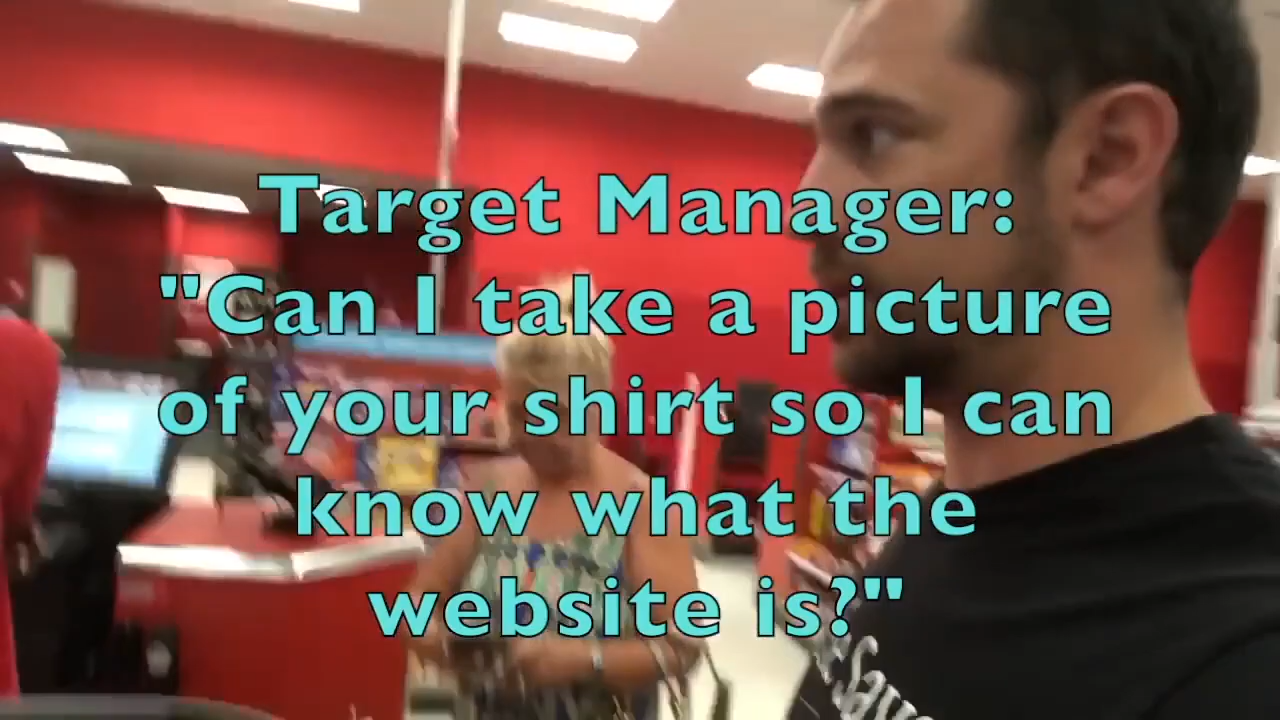 Target Manager:
"Can I take a picture
of your shirt so I can
know what the
website is?"